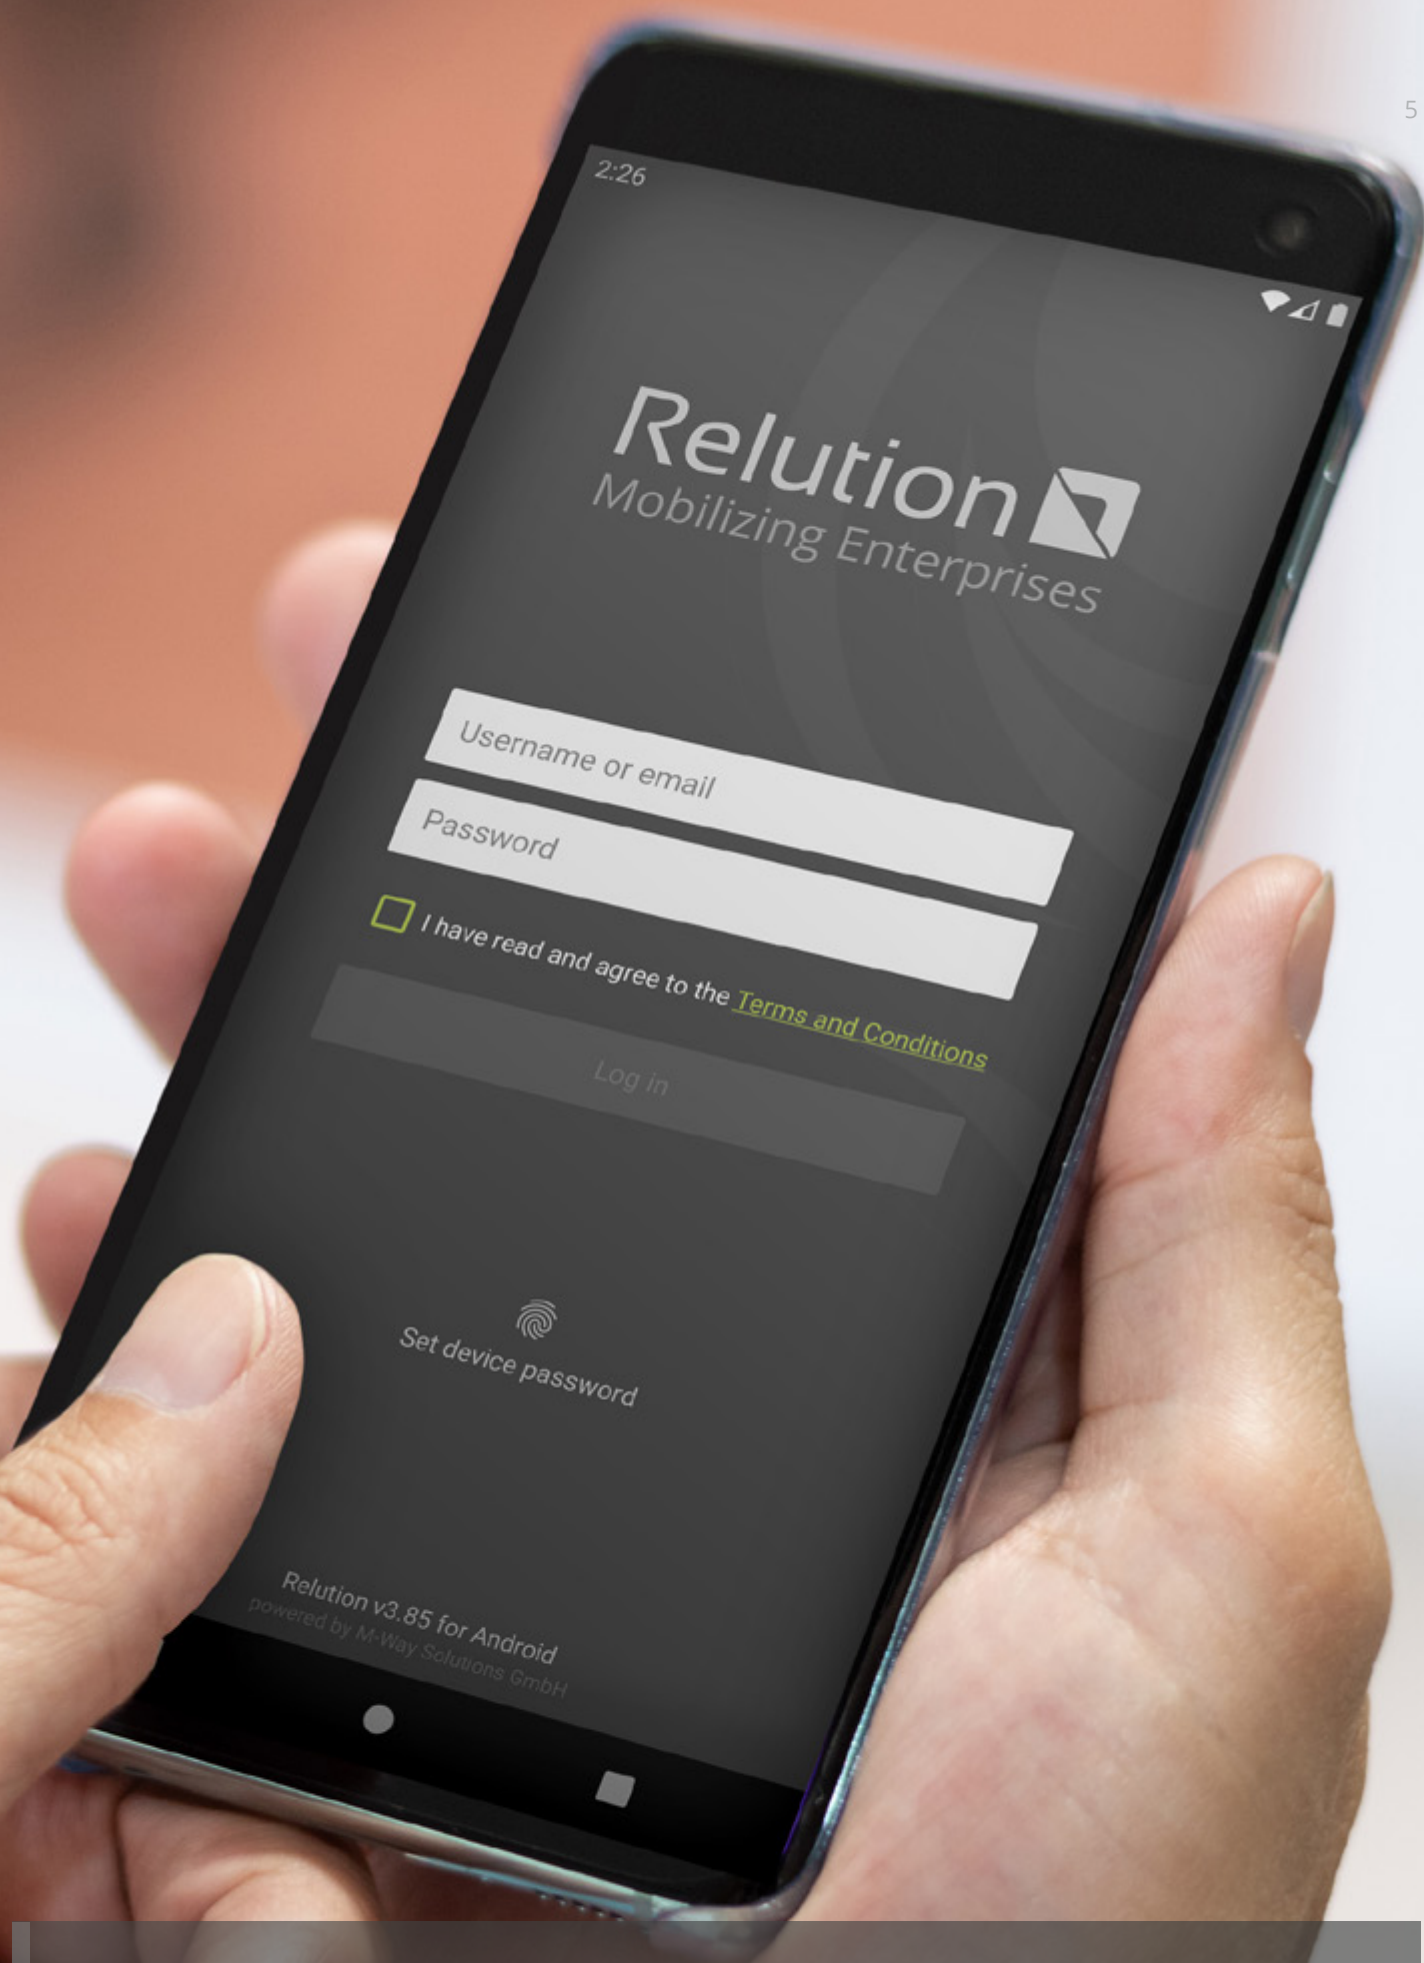 5
2:26
Relution
Mobilizing Enterprises
Username or email
Password
I have read and agree to the Terms and Conditions
Log in
Set device password
Relution v3.85 for Android
powered by M-Way Solutions GmbH